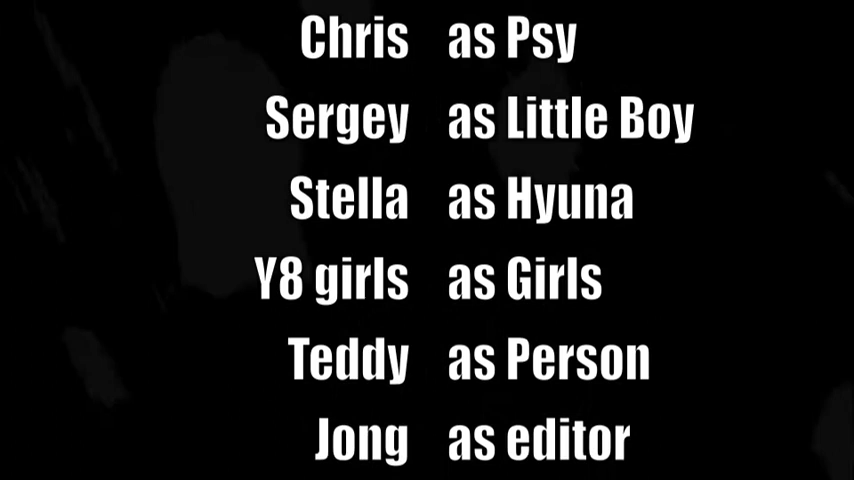 Chris as Psy
Sergey as Little Boy
Stella as Hyuna
Y8 girls as Girls
Teddy as Person
Jong as editor